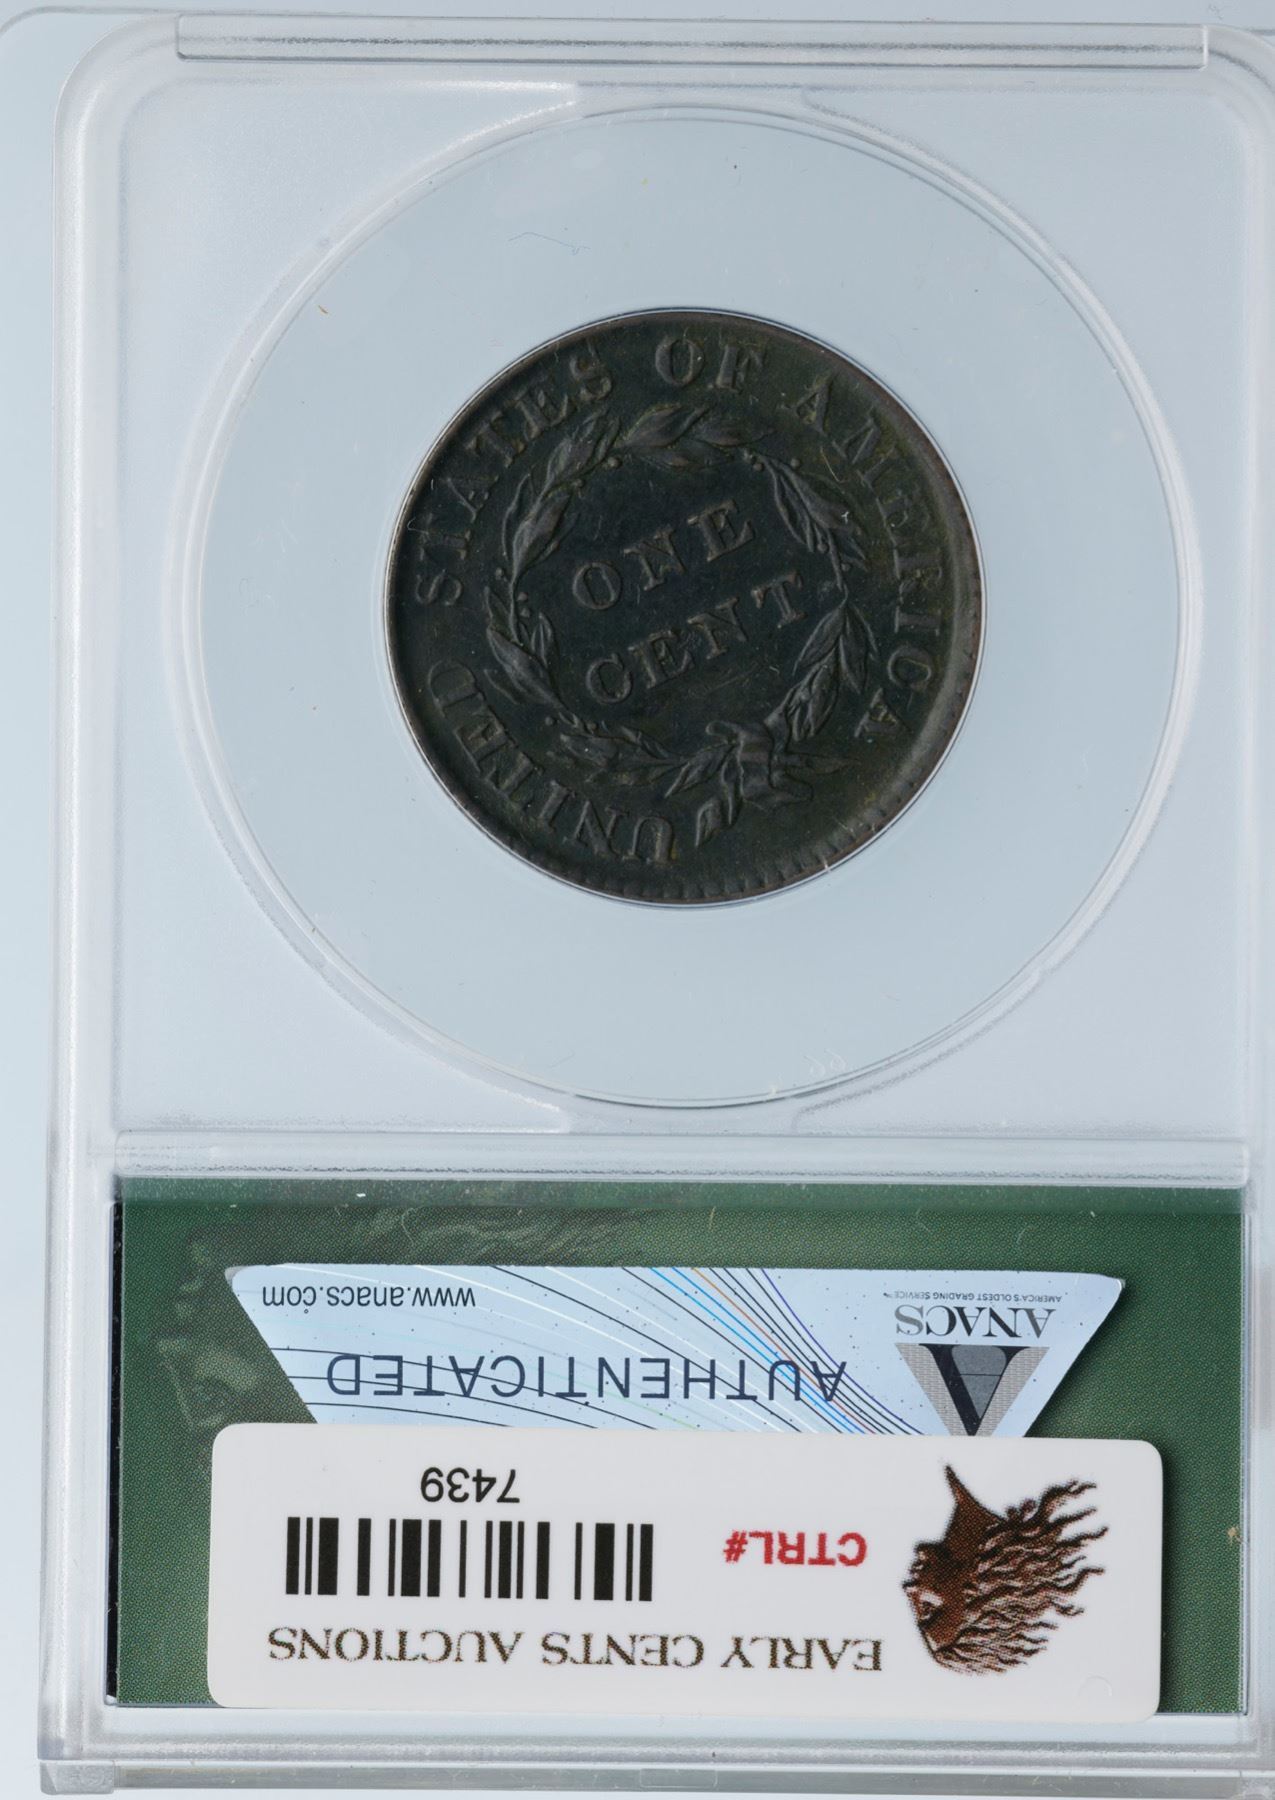 UNITED STATES OF AMERICA
ONE
CENT
EARLY CENTS AUCTIONS
CTRL#
7439
AUTHENTICATED
ANACS
AMERICA'S OLDEST GRADING SERVICE™
www.anacs.com